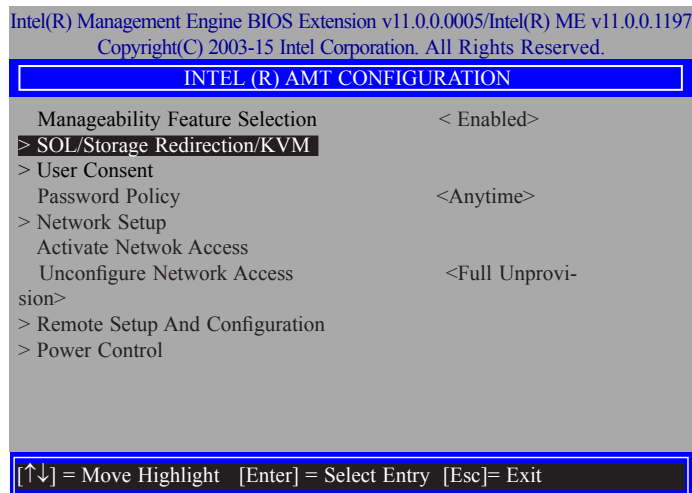 Intel(R) Management Engine BIOS Extension v11.0.0.0005/Intel(R) ME v11.0.0.1197
Copyright(C) 2003-15 Intel Corporation. All Rights Reserved.
INTEL (R) AMT CONFIGURATION
Manageability Feature Selection < Enabled>
> SOL/Storage Redirection/KVM
> User Consent
Password Policy <Anytime>
> Network Setup
Activate Netwok Access
Unconfigure Network Access <Full Unprovi-
sion>
> Remote Setup And Configuration
> Power Control
[↑↓] = Move Highlight [Enter] = Select Entry [Esc]= Exit